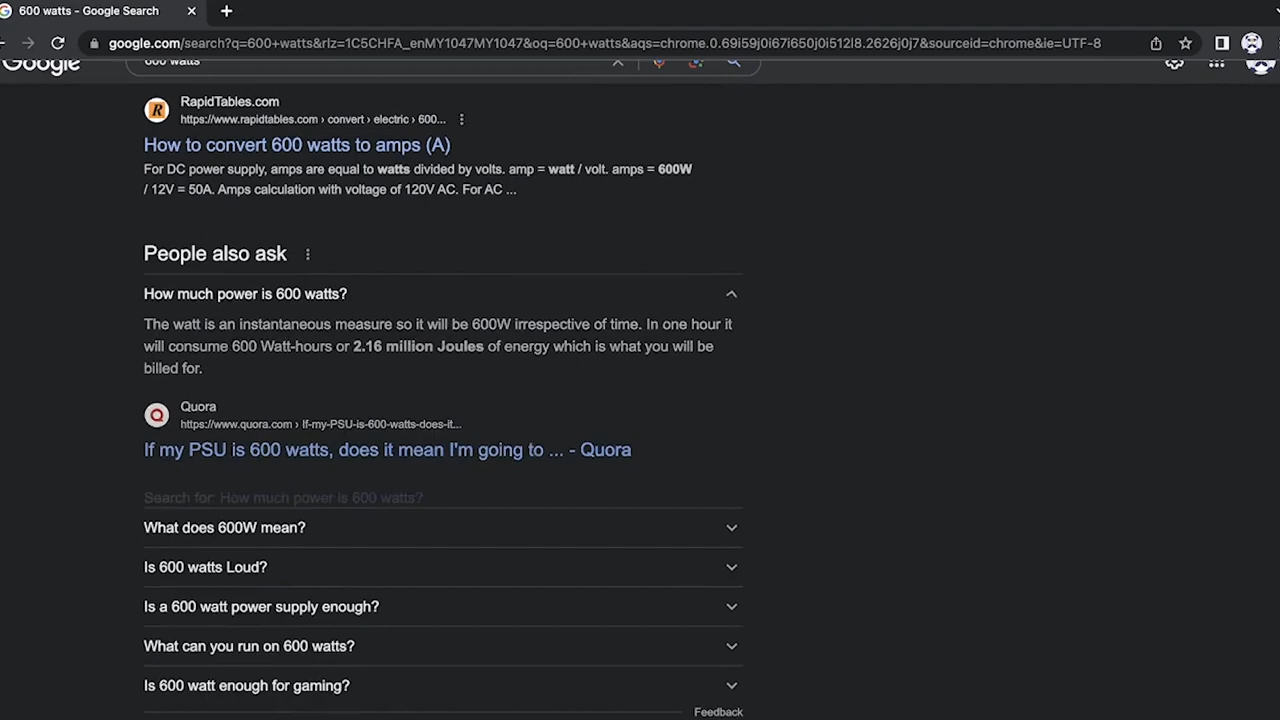 600 watts - Google Search
google.com/search?q=600+watts&rlz=1C5CHFA_enMY1047MY1047&oq=600+watts&aqs=chrome.0.69i59j0i67i650j0i512l8.2626j0j7&sourceid=chrome&ie=UTF-8
Google
600 watts
RapidTables.com
https://www.rapidtables.com › convert › electric › 600...
How to convert 600 watts to amps (A)
For DC power supply, amps are equal to watts divided by volts. amp = watt / volt. amps = 600W
/ 12V = 50A. Amps calculation with voltage of 120V AC. For AC ...
People also ask
How much power is 600 watts?
The watt is an instantaneous measure so it will be 600W irrespective of time. In one hour it
will consume 600 Watt-hours or 2.16 million Joules of energy which is what you will be
billed for.
Quora
https://www.quora.com › If-my-PSU-is-600-watts-does-it...
If my PSU is 600 watts, does it mean I'm going to ... - Quora
Search for: How much power is 600 watts?
What does 600W mean?
Is 600 watts Loud?
Is a 600 watt power supply enough?
What can you run on 600 watts?
Is 600 watt enough for gaming?
Feedback